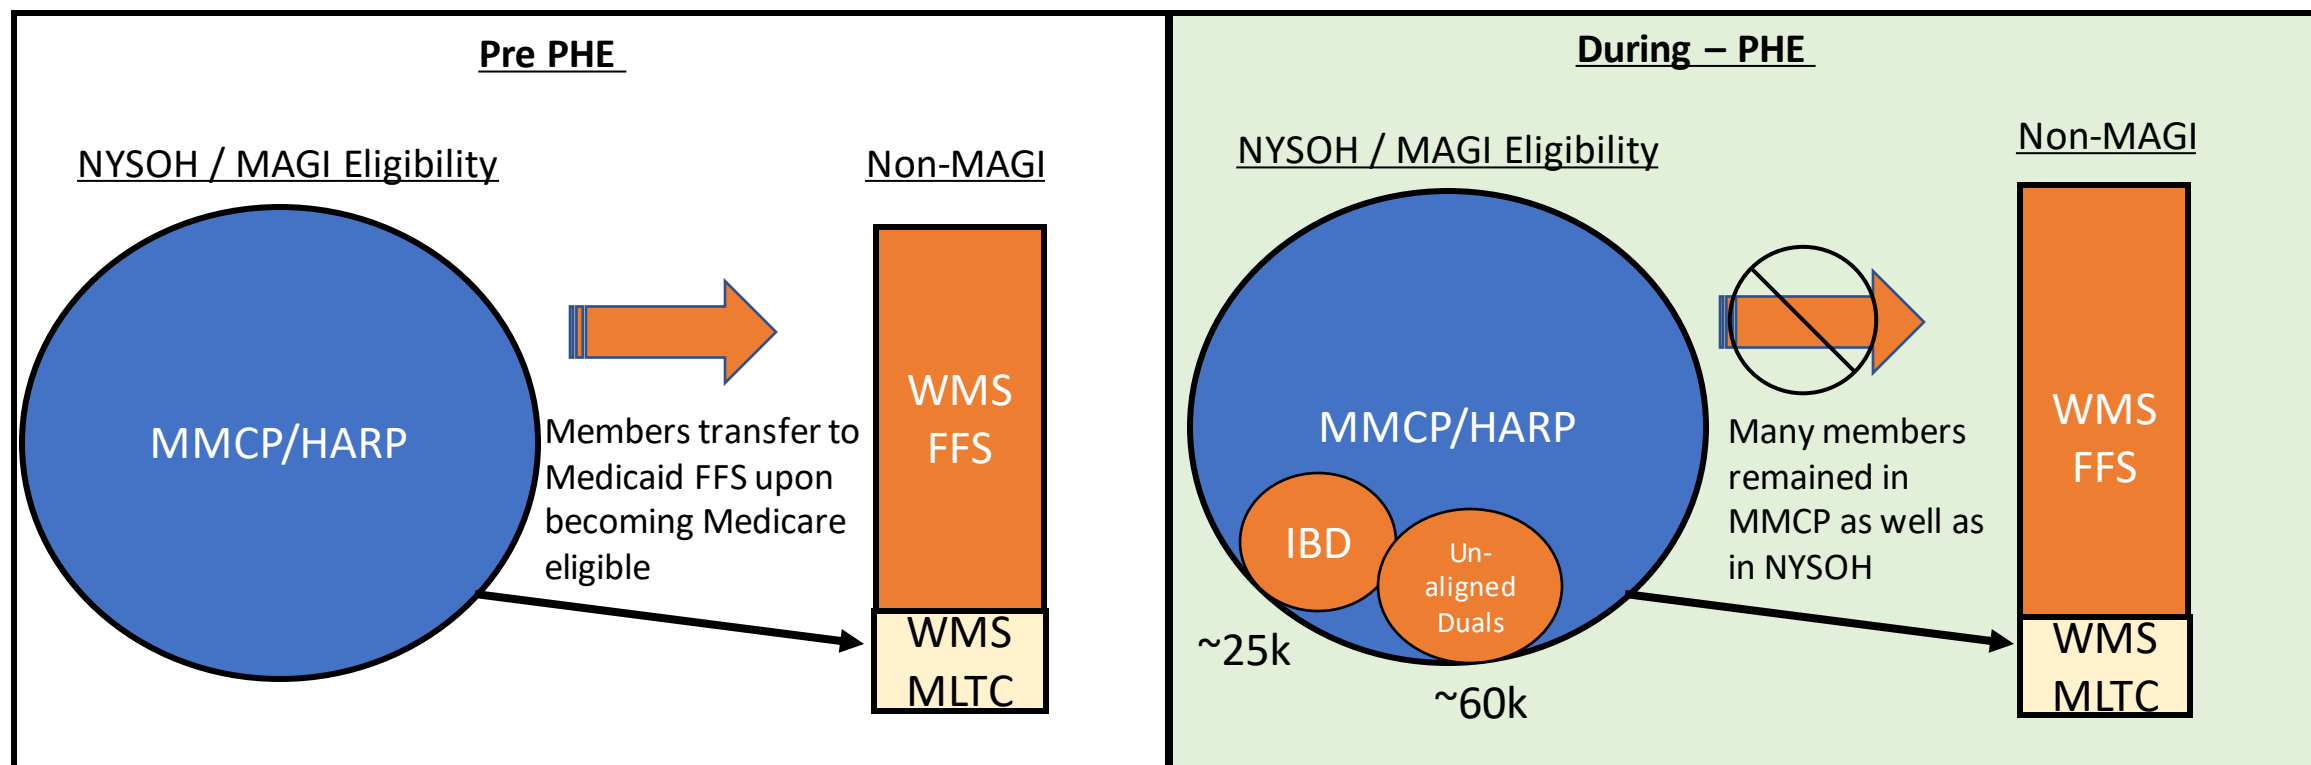 Pre PHE
NYSOH / MAGI Eligibility
Non-MAGI
MMCP/HARP
Members transfer to
Medicaid FFS upon
becoming Medicare
eligible
WMS
FFS
WMS
MLTC
During – PHE
NYSOH / MAGI Eligibility
Non-MAGI
MMCP/HARP
IBD
Un-
aligned
Duals
~25k
~60k
Many members
remained in
MMCP as well as
in NYSOH
WMS
FFS
WMS
MLTC